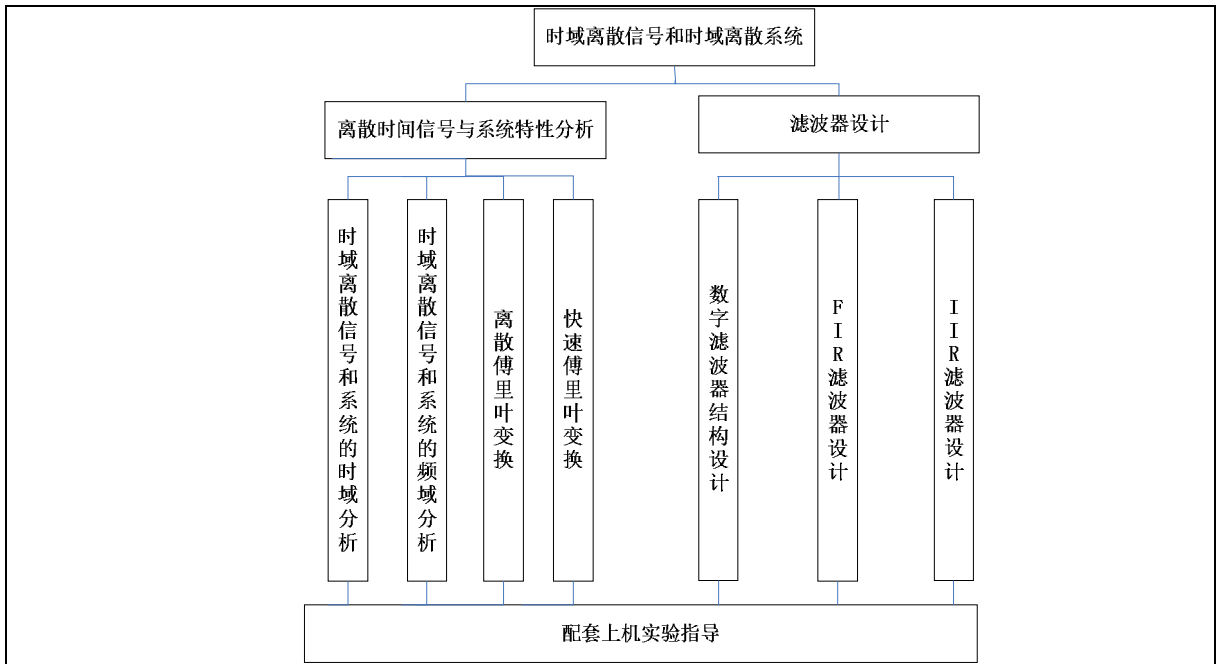 时域离散信号和时域离散系统
离散时间信号与系统特性分析
滤波器设计
时域离散信号和系统的时域分析
时域离散信号和系统的频域分析
离散傅里叶变换
快速傅里叶变换
数字滤波器结构设计
FIR滤波器设计
IIR滤波器设计
配套上机实验指导